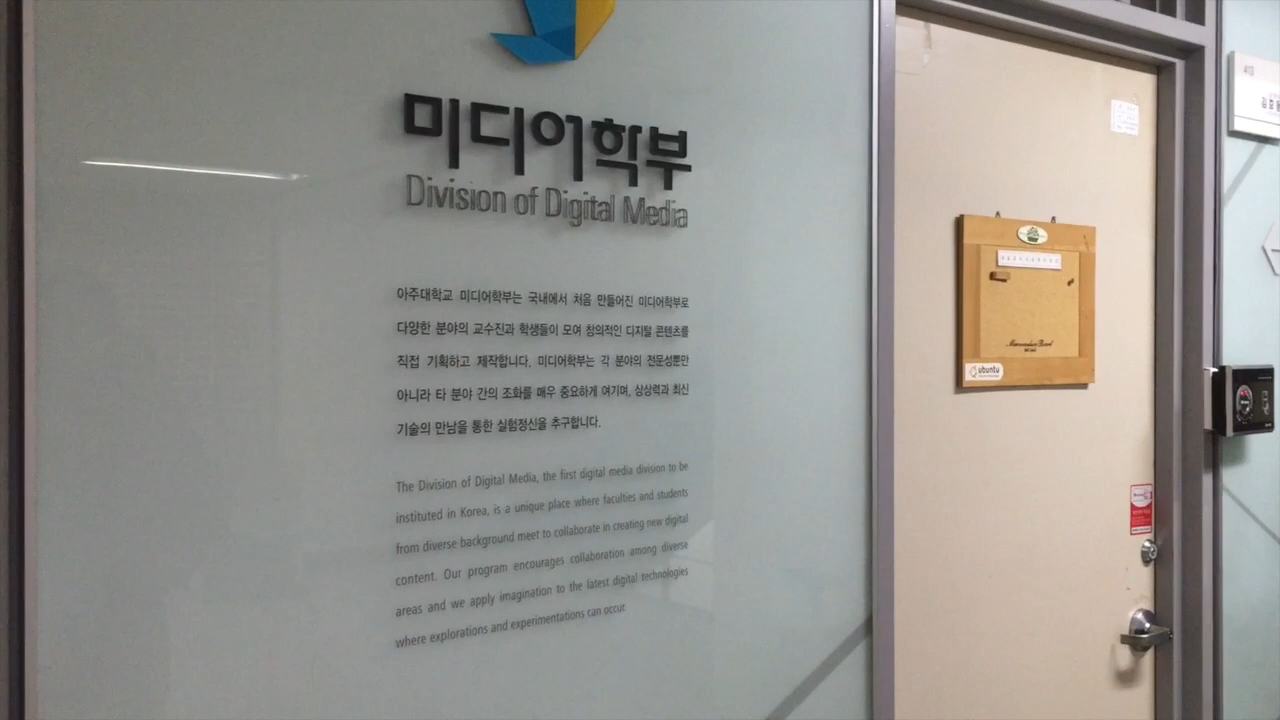 미디어학부
Division of Digital Media
아주대학교 미디어학부는 국내에서 처음 만들어진 미디어학부로
다양한 분야의 교수진과 학생들이 모여 창의적인 디지털 콘텐츠를
직접 기획하고 제작합니다. 미디어학부는 각 분야의 전문성뿐만
아니라 타 분야 간의 조화를 매우 중요하게 여기며, 상상력과 최신
기술의 만남을 통한 실험정신을 추구합니다.
The Division of Digital Media, the first digital media division to be
instituted in Korea, is a unique place where faculties and students
from diverse background meet to collaborate in creating new digital
content. Our program encourages collaboration among diverse
areas and we apply imagination to the latest digital technologies
where explorations and experimentations can occur.
Memorandum Board
ubuntu